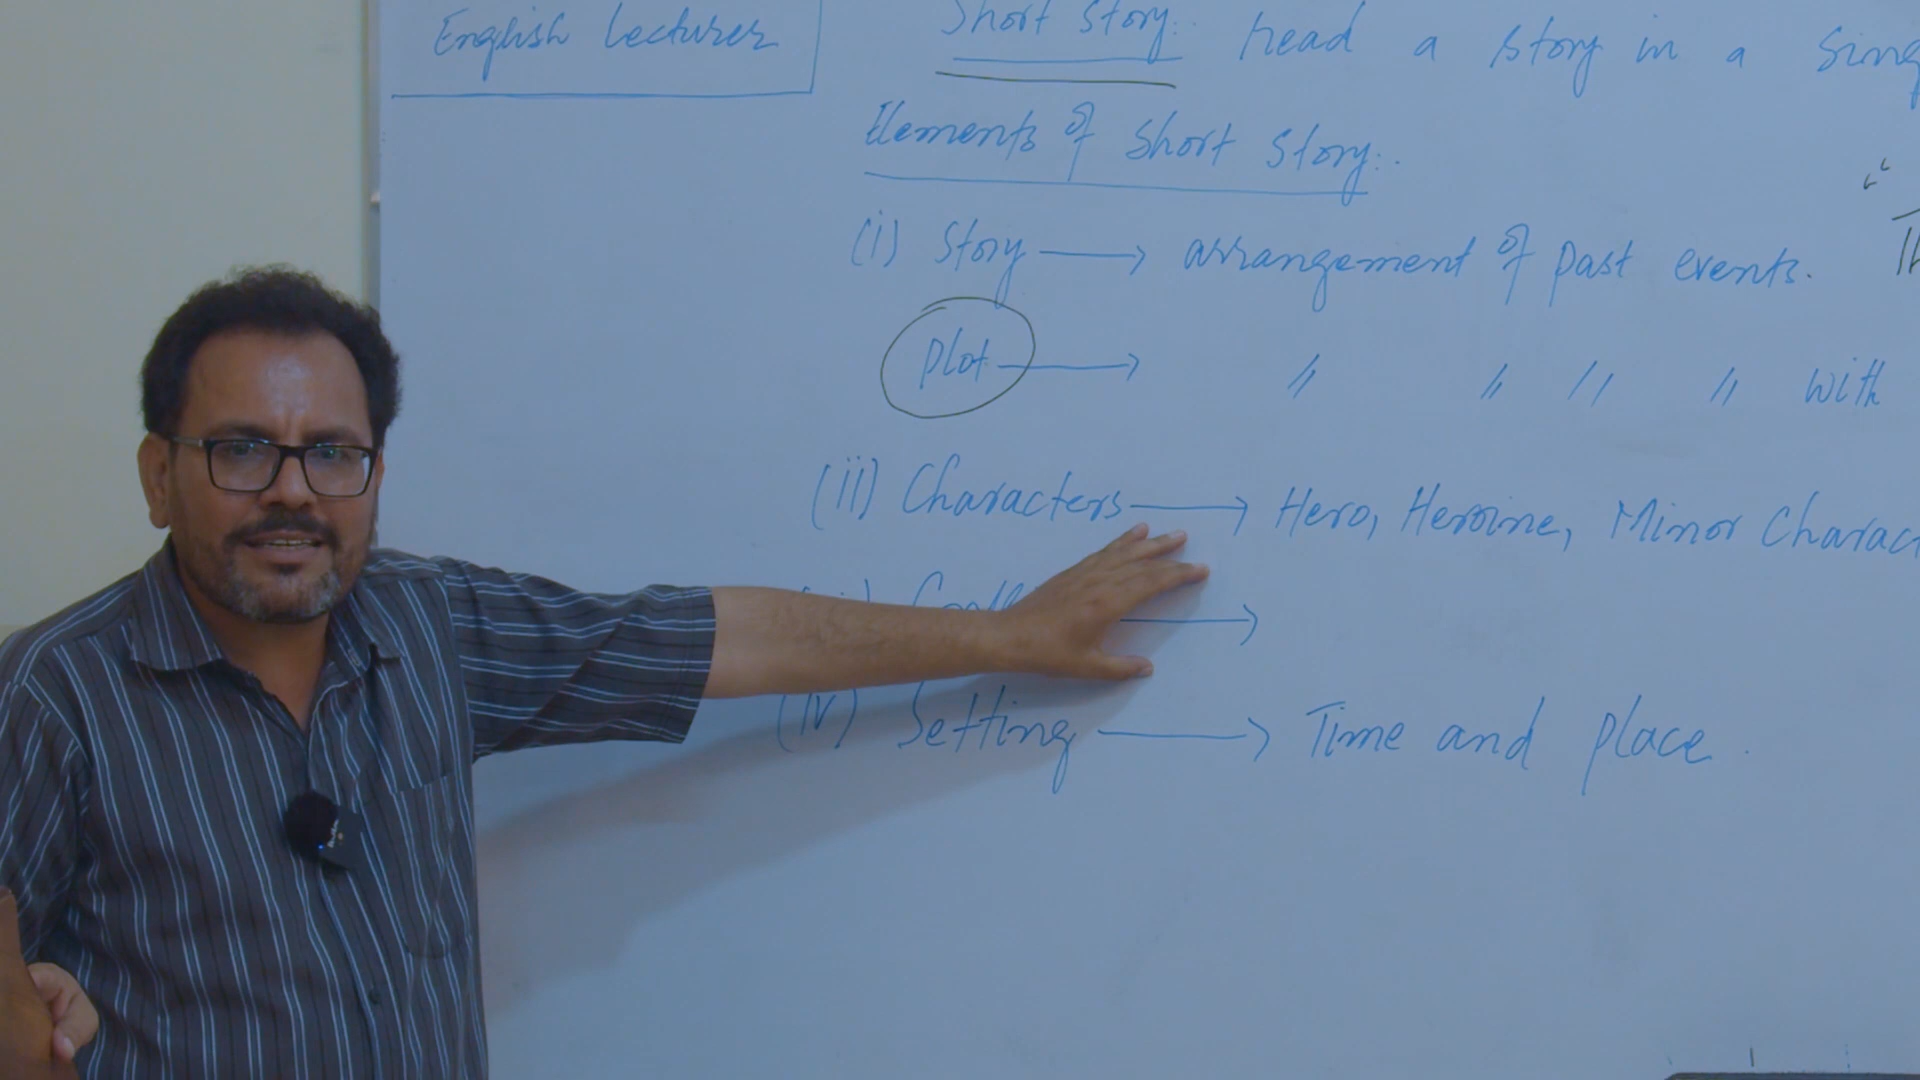 English Lecturer
Short Story:. read a story in a
Elements of Short Story:.
(i) Story → arrangement of past events.
Plot → " " " " with
(ii) Characters → Hero, Heroine, Minor Charact
→
(iv) Setting → Time and place.